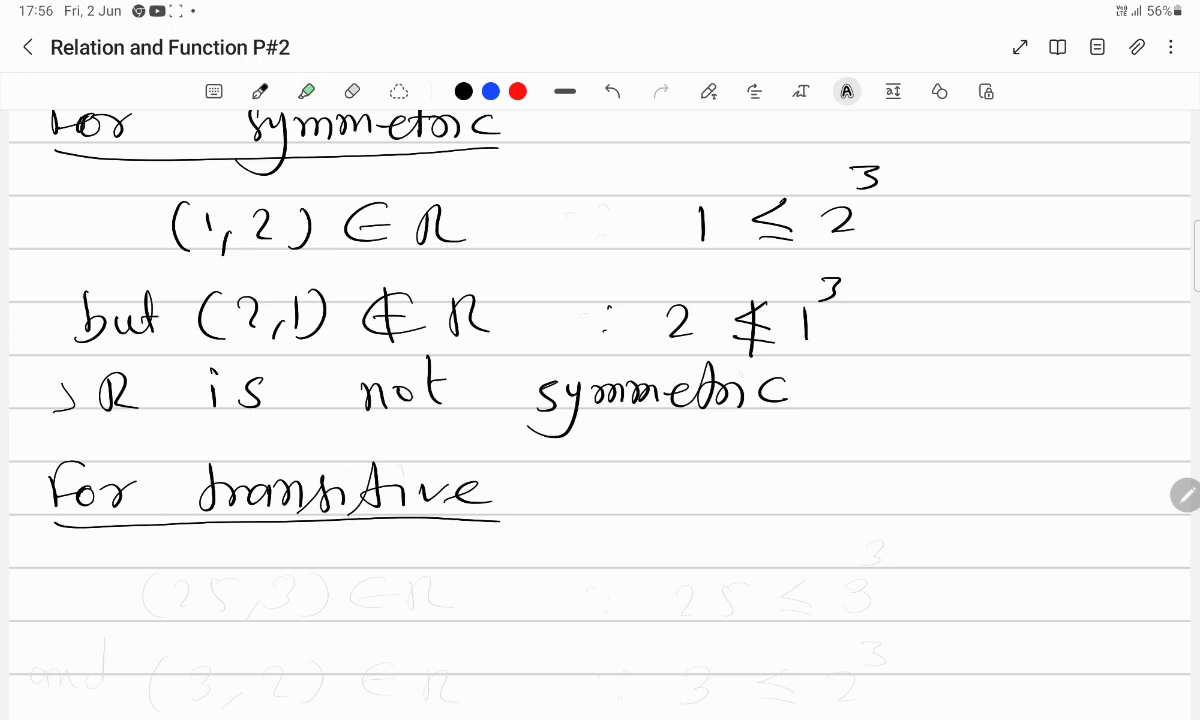 17:56 Fri, 2 Jun 56%
Relation and Function P#2
For symmetric
(1, 2) ∈ R ∵ 1 ≤ 2³
but (2, 1) ∉ R ∵ 2 ≰ 1³
⇒ R is not symmetric
For transitive
(25, 3) ∈ R ∵ 25 ≤ 3³
and (3, 2) ∈ R ∵ 3 ≤ 2³